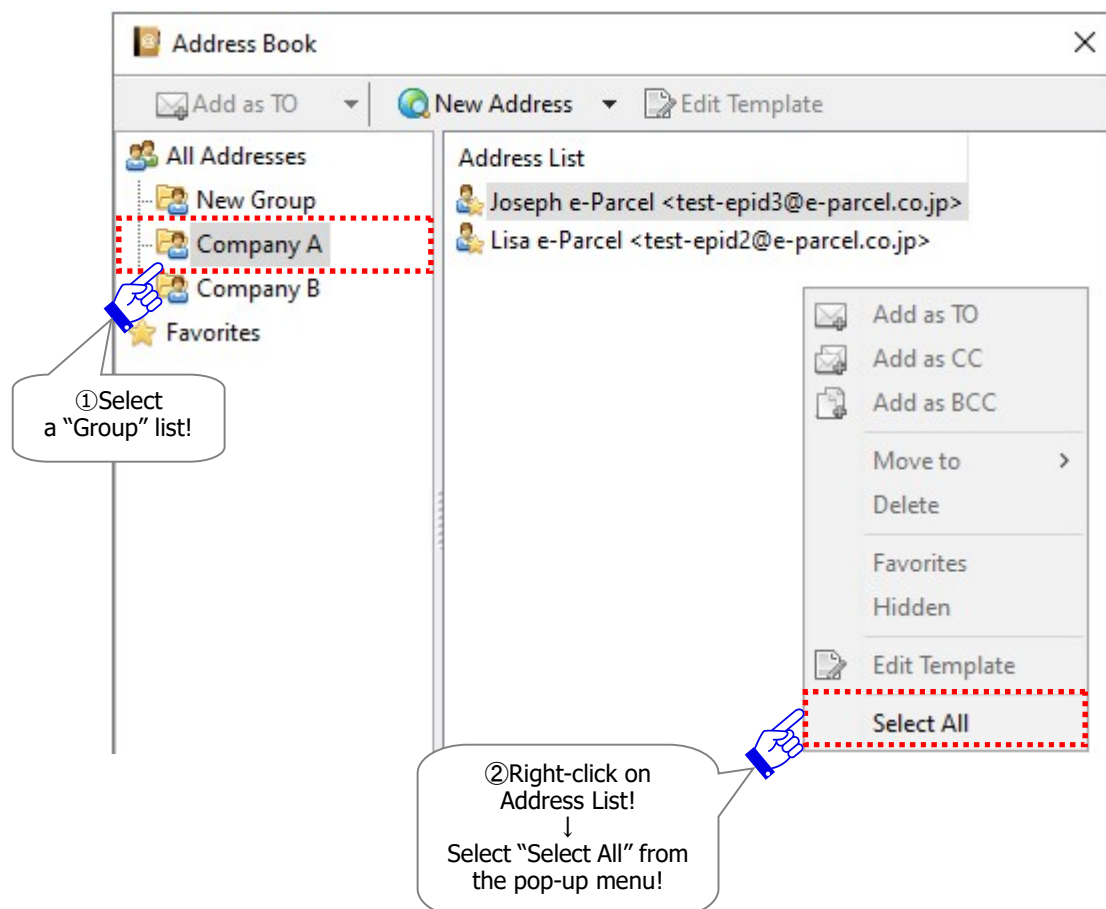 Address Book
Add as TO
New Address
Edit Template
All Addresses
New Group
Company A
Company B
Favorites
Address List
Joseph e-Parcel <test-epid3@e-parcel.co.jp>
Lisa e-Parcel <test-epid2@e-parcel.co.jp>
Add as TO
Add as CC
Add as BCC
Move to
Delete
Favorites
Hidden
Edit Template
Select All
①Select
a “Group” list!
②Right-click on
Address List!
↓
Select “Select All” from
the pop-up menu!